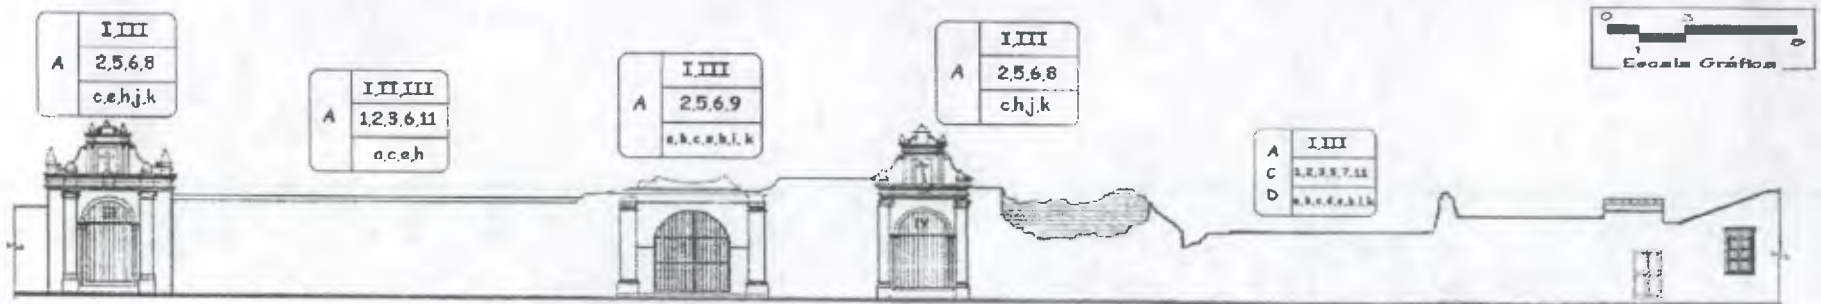 I,III
A
2,5,6,8
c,e,h,j,k
I,II,III
A
1,2,3,6,11
a,c,e,h
I,III
A
2,5,6,9
I,III
A
2,5,6,8
c,h,j,k
I,III
A
C
D
Escala Gráfica
III
IV